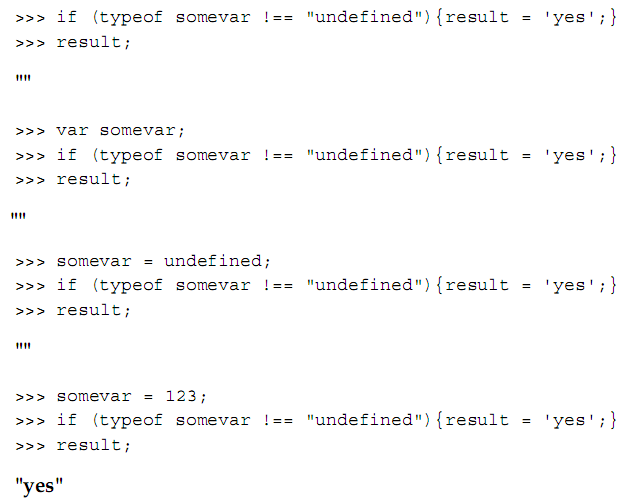 >>> if (typeof somevar !== "undefined"){result = 'yes';}
>>> result;
""
>>> var somevar;
>>> if (typeof somevar !== "undefined"){result = 'yes';}
>>> result;
""
>>> somevar = undefined;
>>> if (typeof somevar !== "undefined"){result = 'yes';}
>>> result;
""
>>> somevar = 123;
>>> if (typeof somevar !== "undefined"){result = 'yes';}
>>> result;
"yes"